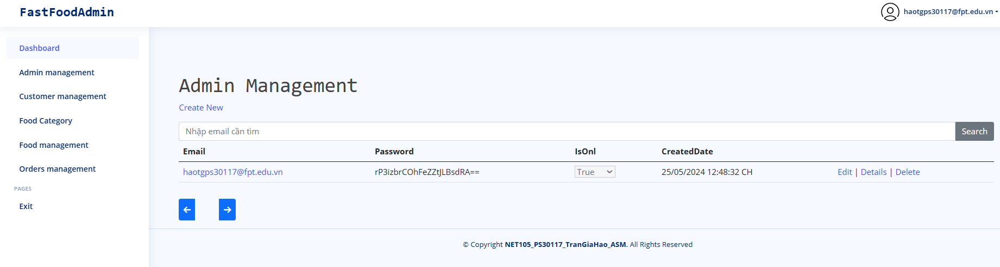 FastFoodAdmin
haotgps30117@fpt.edu.vn
Dashboard
Admin management
Customer management
Food Category
Food management
Orders management
PAGES
Exit
Admin Management
Create New
Nhập email cần tìm Search
Email Password IsOnl CreatedDate
haotgps30117@fpt.edu.vn rP3izbrCOhFeZZtJLBsdRA== True 25/05/2024 12:48:32 CH Edit | Details | Delete
© Copyright NET105_PS30117_TranGiaHao_ASM. All Rights Reserved